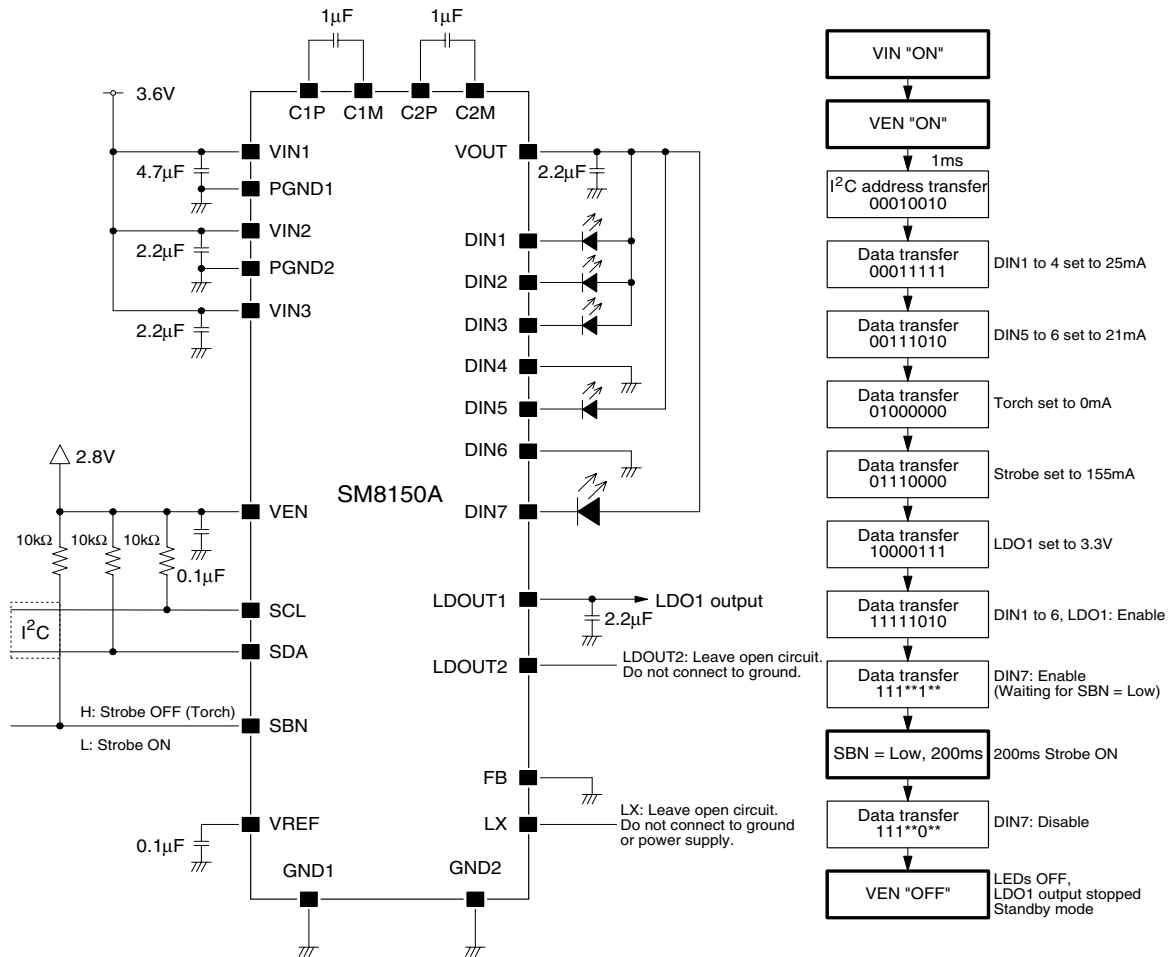 1µF
1µF
3.6V
C1P
C1M
C2P
C2M
VIN1
4.7µF
PGND1
VIN2
2.2µF
PGND2
VIN3
2.2µF
2.8V
VEN
10kΩ
10kΩ
10kΩ
0.1µF
SCL
I²C
SDA
H: Strobe OFF (Torch)
SBN
L: Strobe ON
VREF
0.1µF
GND1
GND2
SM8150A
VOUT
2.2µF
DIN1
DIN2
DIN3
DIN4
DIN5
DIN6
DIN7
LDOUT1
LDO1 output
2.2µF
LDOUT2
LDOUT2: Leave open circuit.
Do not connect to ground.
FB
LX
LX: Leave open circuit.
Do not connect to ground
or power supply.
VIN "ON"
VEN "ON"
1ms
I²C address transfer
00010010
Data transfer
00011111
DIN1 to 4 set to 25mA
Data transfer
00111010
DIN5 to 6 set to 21mA
Data transfer
01000000
Torch set to 0mA
Data transfer
01110000
Strobe set to 155mA
Data transfer
10000111
LDO1 set to 3.3V
Data transfer
11111010
DIN1 to 6, LDO1: Enable
Data transfer
111**1**
DIN7: Enable
(Waiting for SBN = Low)
SBN = Low, 200ms
200ms Strobe ON
Data transfer
111**0**
DIN7: Disable
VEN "OFF"
LEDs OFF,
LDO1 output stopped
Standby mode